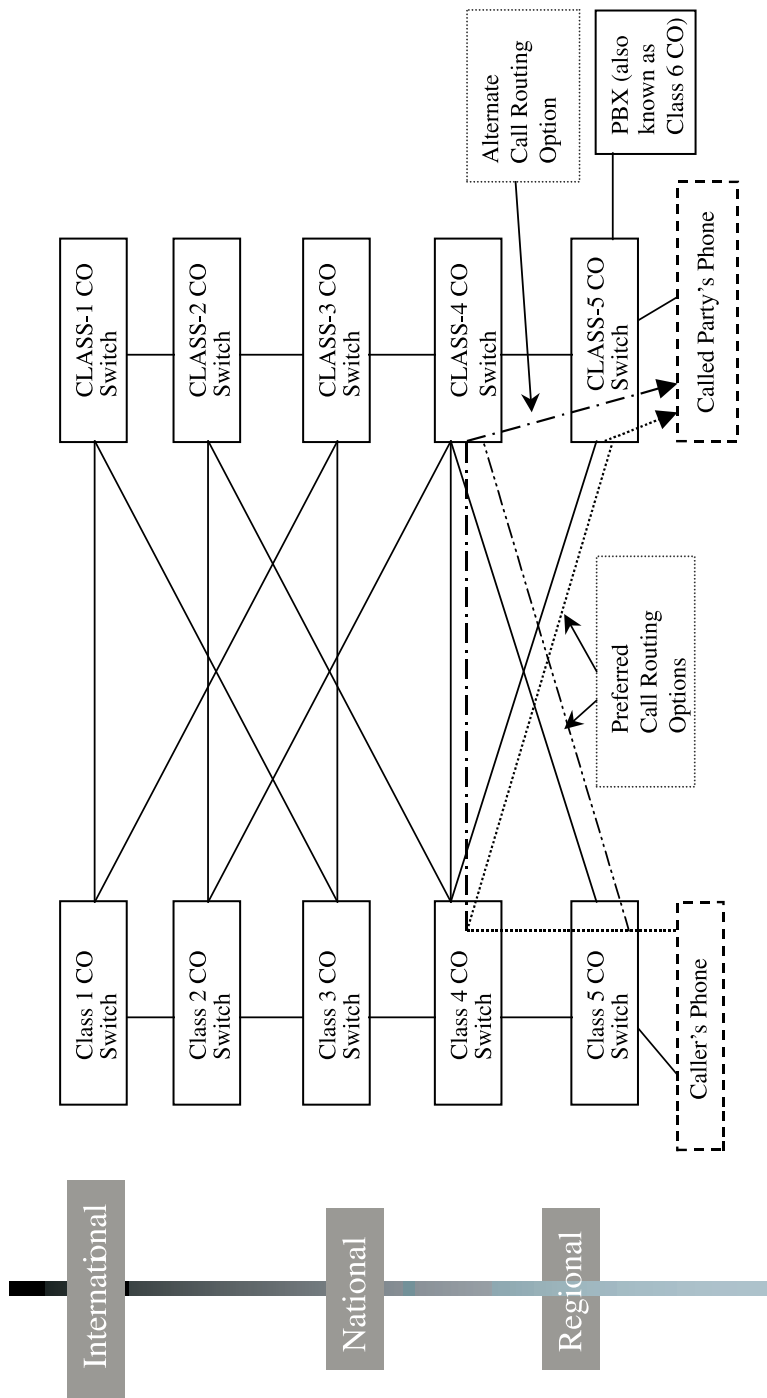 International
National
Regional
Class 1 CO
Switch
Class 2 CO
Switch
Class 3 CO
Switch
Class 4 CO
Switch
Class 5 CO
Switch
Caller's Phone
Preferred
Call Routing
Options
CLASS-1 CO
Switch
CLASS-2 CO
Switch
CLASS-3 CO
Switch
CLASS-4 CO
Switch
CLASS-5 CO
Switch
Called Party's Phone
Alternate
Call Routing
Option
PBX (also
known as
Class 6 CO)